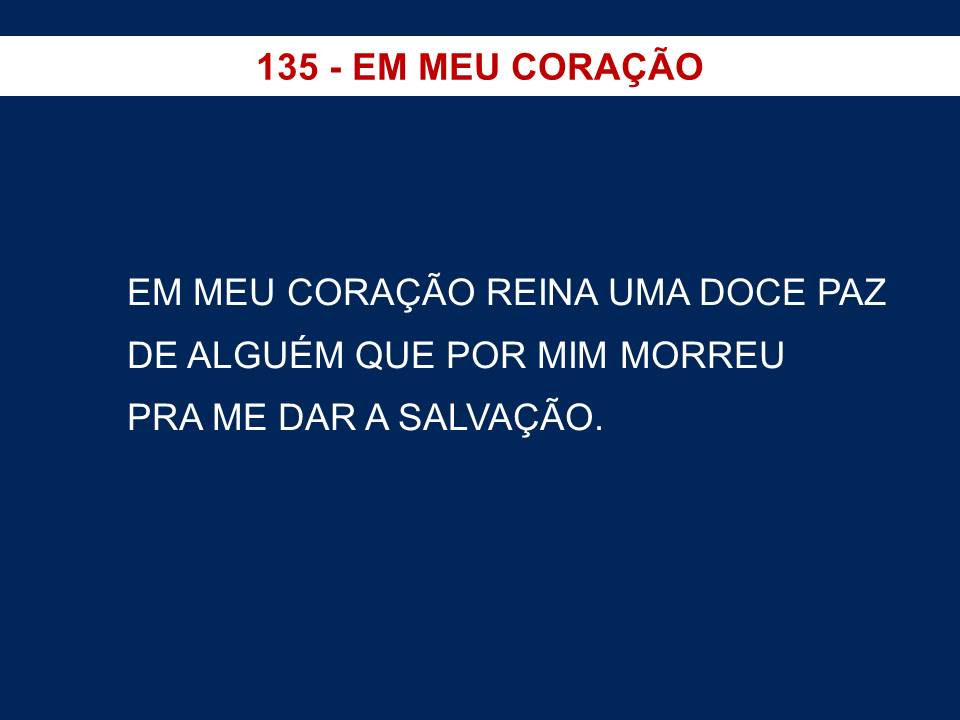 135 - EM MEU CORAÇÃO
EM MEU CORAÇÃO REINA UMA DOCE PAZ
DE ALGUÉM QUE POR MIM MORREU
PRA ME DAR A SALVAÇÃO.